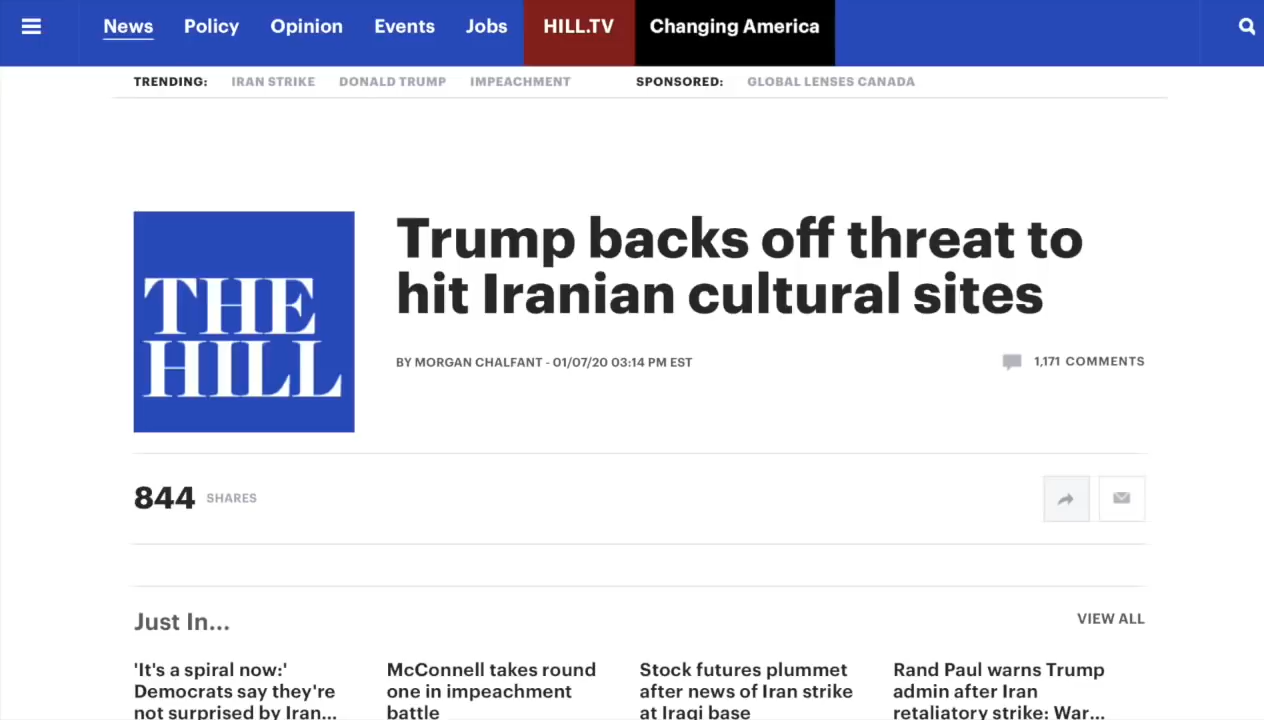 News Policy Opinion Events Jobs HILL.TV Changing America
TRENDING: IRAN STRIKE DONALD TRUMP IMPEACHMENT SPONSORED: GLOBAL LENSES CANADA
THE
HILL
Trump backs off threat to
hit Iranian cultural sites
BY MORGAN CHALFANT - 01/07/20 03:14 PM EST
1,171 COMMENTS
844 SHARES
Just In...
VIEW ALL
'It's a spiral now:'
Democrats say they're
not surprised by Iran...
McConnell takes round
one in impeachment
battle
Stock futures plummet
after news of Iran strike
at Iraqi base
Rand Paul warns Trump
admin after Iran
retaliatory strike: War...